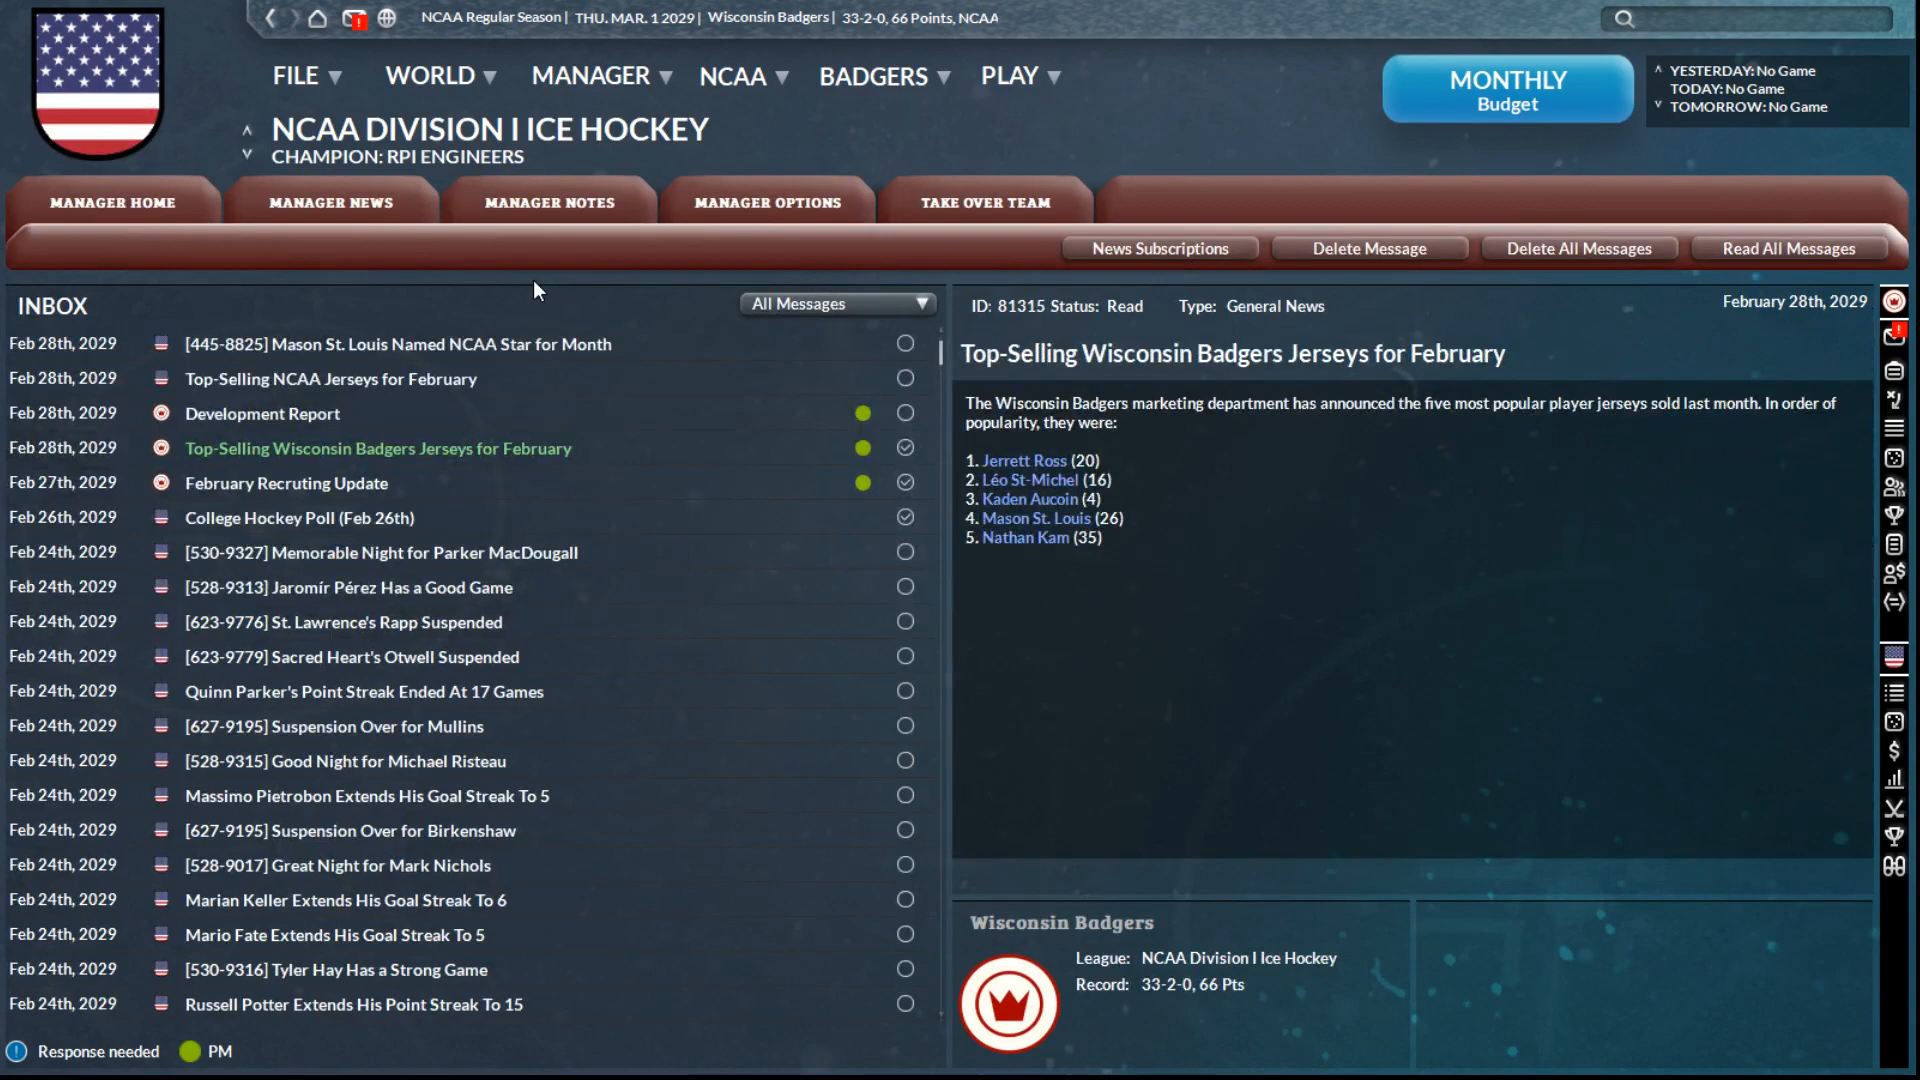 NCAA Regular Season | THU. MAR. 1 2029 | Wisconsin Badgers | 33-2-0, 66 Points, NCAA
FILE WORLD MANAGER NCAA BADGERS PLAY
MONTHLY
Budget
YESTERDAY: No Game
TODAY: No Game
TOMORROW: No Game
NCAA DIVISION I ICE HOCKEY
CHAMPION: RPI ENGINEERS
MANAGER HOME MANAGER NEWS MANAGER NOTES MANAGER OPTIONS TAKE OVER TEAM
News Subscriptions Delete Message Delete All Messages Read All Messages
INBOX All Messages
Feb 28th, 2029 [445-8825] Mason St. Louis Named NCAA Star for Month
Feb 28th, 2029 Top-Selling NCAA Jerseys for February
Feb 28th, 2029 Development Report
Feb 28th, 2029 Top-Selling Wisconsin Badgers Jerseys for February
Feb 27th, 2029 February Recruting Update
Feb 26th, 2029 College Hockey Poll (Feb 26th)
Feb 24th, 2029 [530-9327] Memorable Night for Parker MacDougall
Feb 24th, 2029 [528-9313] Jaromír Pérez Has a Good Game
Feb 24th, 2029 [623-9776] St. Lawrence's Rapp Suspended
Feb 24th, 2029 [623-9779] Sacred Heart's Otwell Suspended
Feb 24th, 2029 Quinn Parker's Point Streak Ended At 17 Games
Feb 24th, 2029 [627-9195] Suspension Over for Mullins
Feb 24th, 2029 [528-9315] Good Night for Michael Risteau
Feb 24th, 2029 Massimo Pietrobon Extends His Goal Streak To 5
Feb 24th, 2029 [627-9195] Suspension Over for Birkenshaw
Feb 24th, 2029 [528-9017] Great Night for Mark Nichols
Feb 24th, 2029 Marian Keller Extends His Goal Streak To 6
Feb 24th, 2029 Mario Fate Extends His Goal Streak To 5
Feb 24th, 2029 [530-9316] Tyler Hay Has a Strong Game
Feb 24th, 2029 Russell Potter Extends His Point Streak To 15
Response needed PM
ID: 81315 Status: Read Type: General News February 28th, 2029
Top-Selling Wisconsin Badgers Jerseys for February
The Wisconsin Badgers marketing department has announced the five most popular player jerseys sold last month. In order of
popularity, they were:
1. Jerrett Ross (20)
2. Léo St-Michel (16)
3. Kaden Aucoin (4)
4. Mason St. Louis (26)
5. Nathan Kam (35)
Wisconsin Badgers
League: NCAA Division I Ice Hockey
Record: 33-2-0, 66 Pts